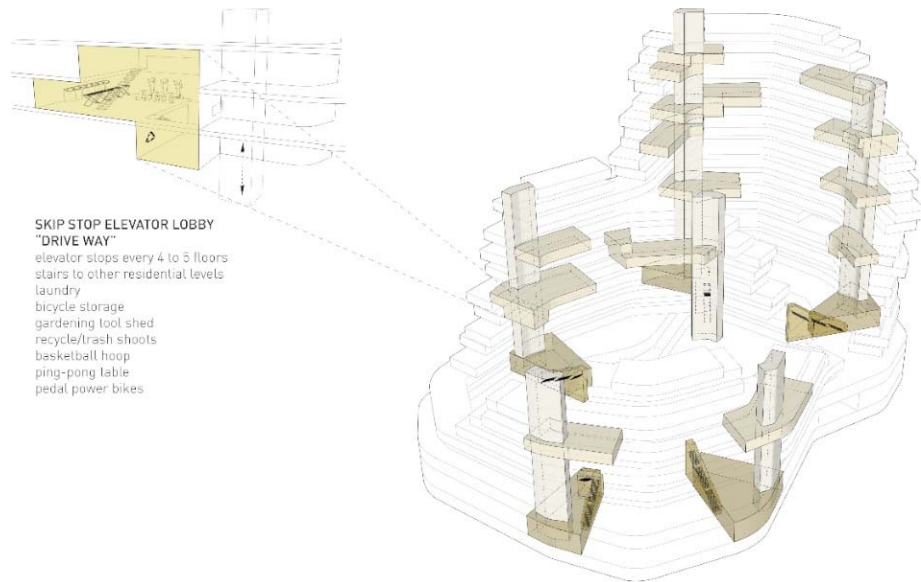 SKIP STOP ELEVATOR LOBBY
"DRIVE WAY"
elevator stops every 4 to 5 floors
stairs to other residential levels
laundry
bicycle storage
gardening tool shed
recycle/trash shoots
basketball hoop
ping-pong table
pedal power bikes